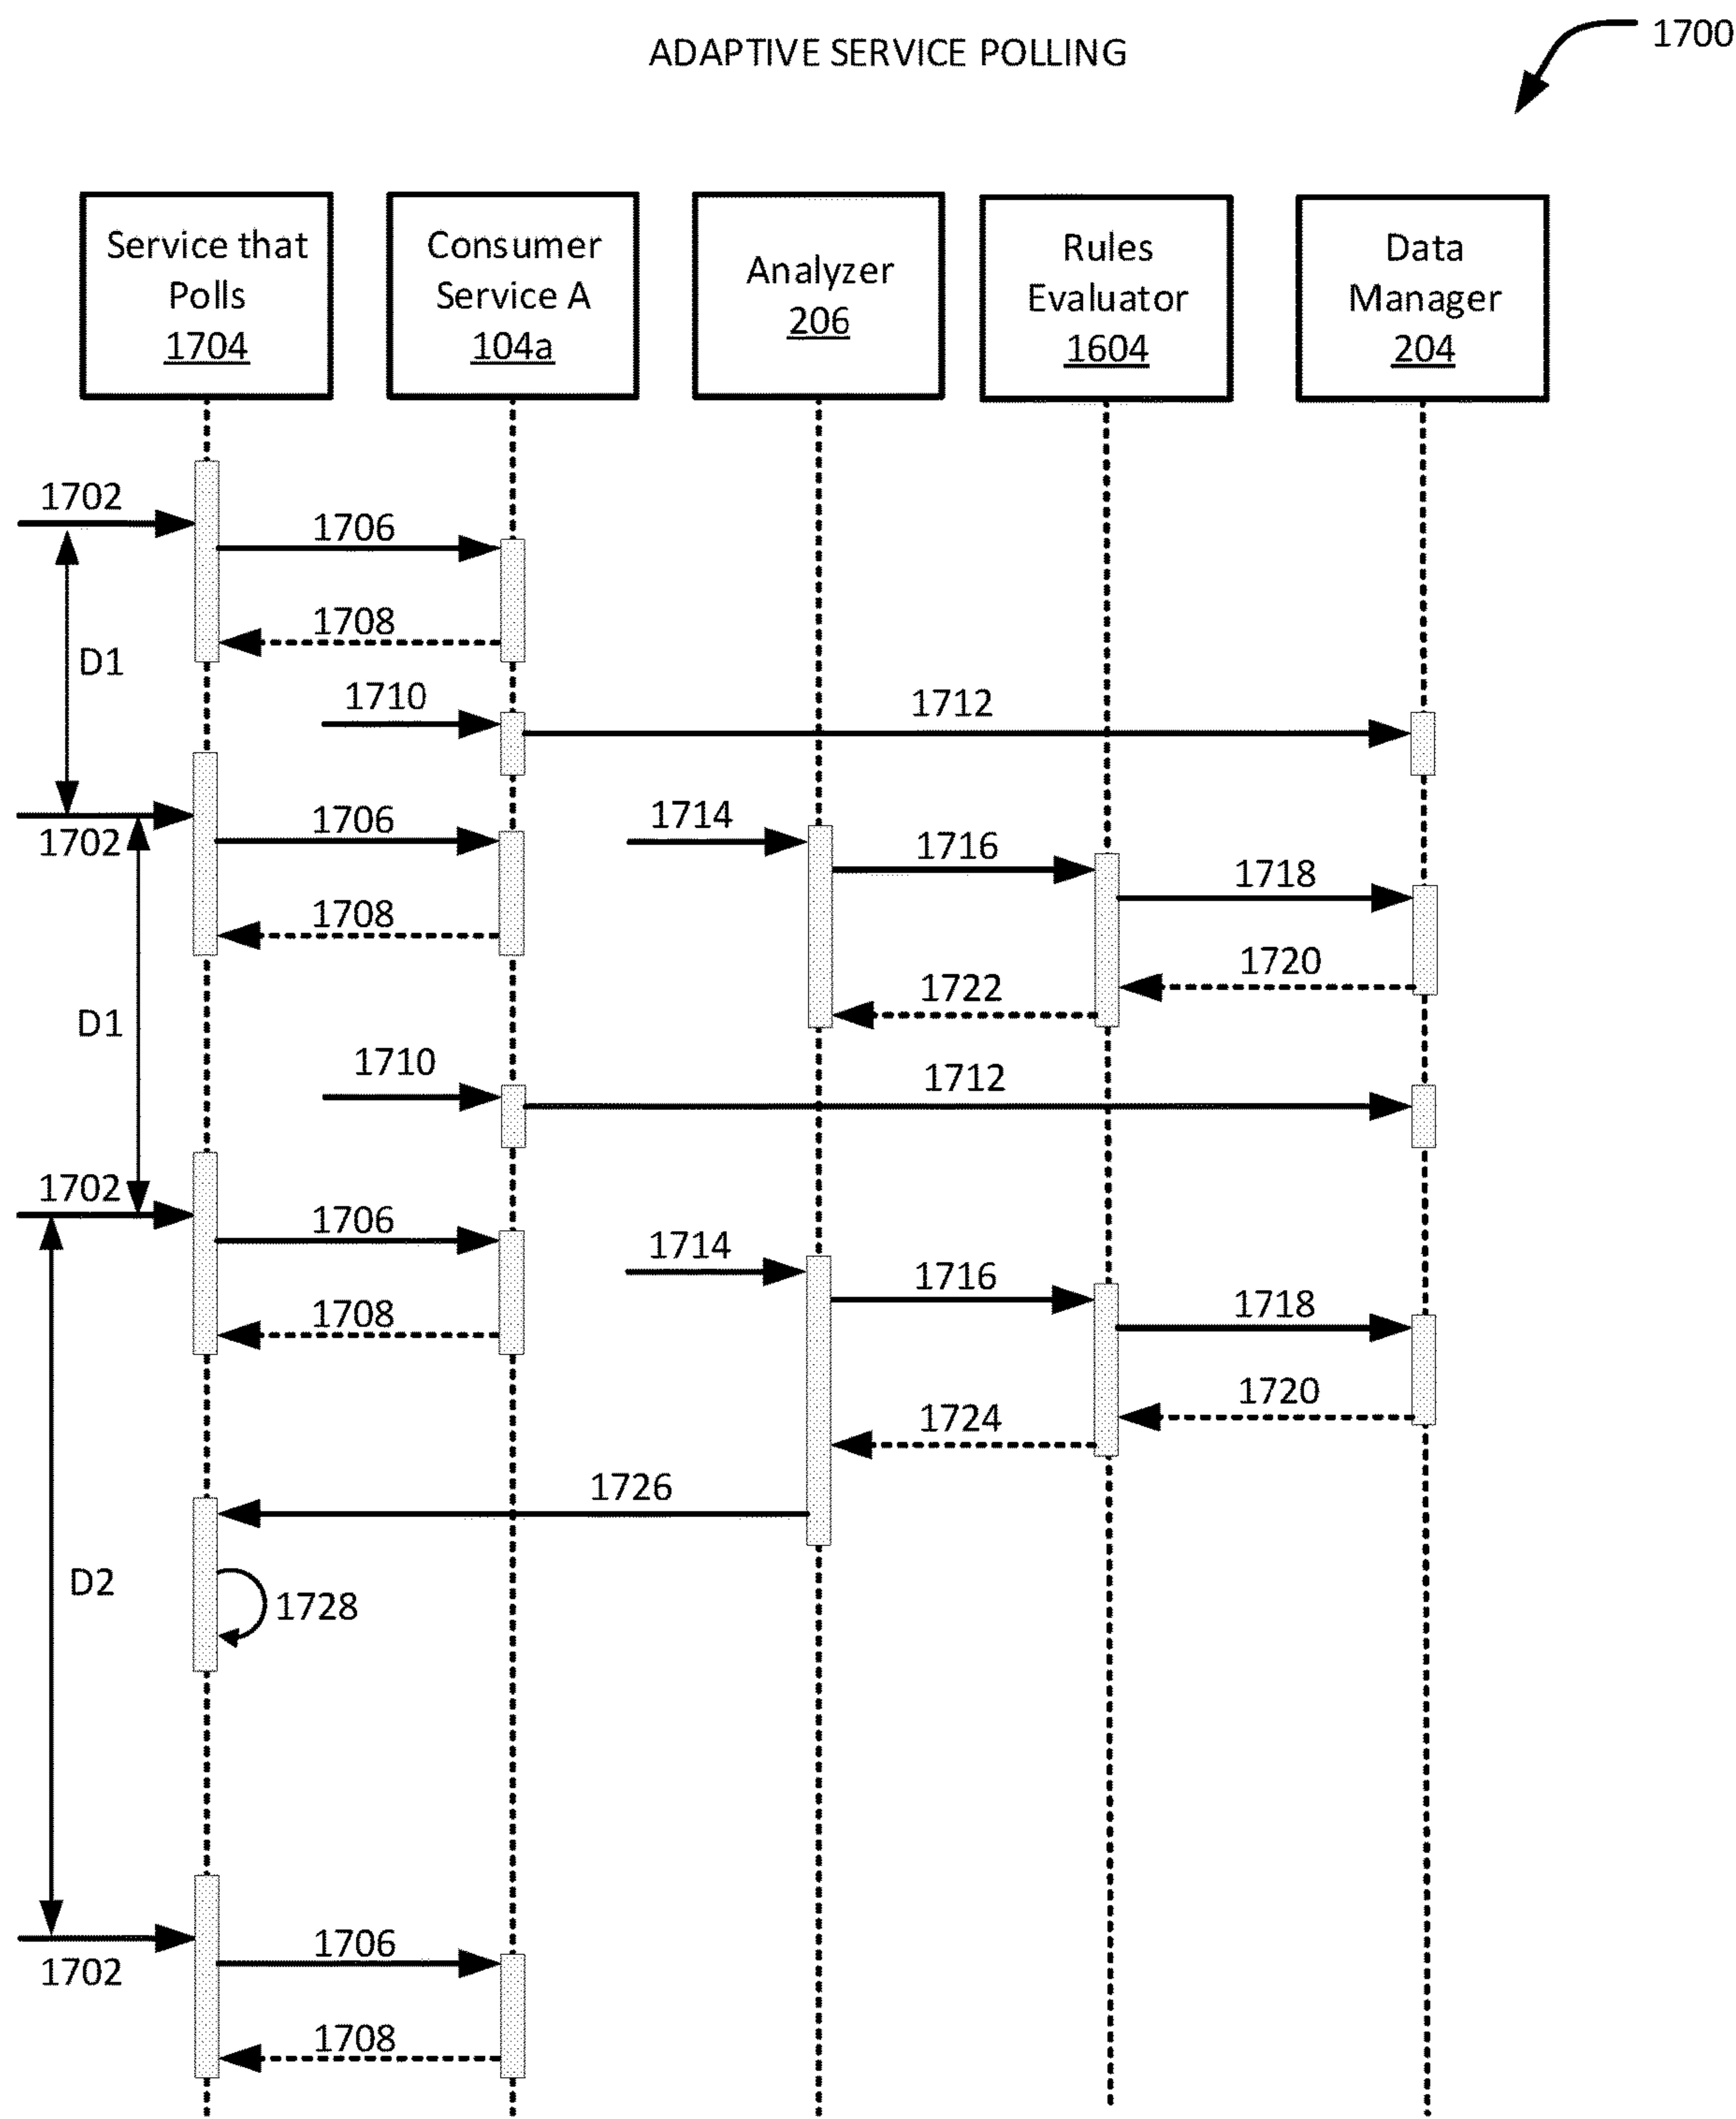 ADAPTIVE SERVICE POLLING
1700
Service that
Polls
1704
Consumer
Service A
104a
Analyzer
206
Rules
Evaluator
1604
Data
Manager
204
1702
1706
1708
D1
1710
1712
1702
1706
1714
1716
1718
1708
1720
1722
D1
1710
1712
1702
1706
1714
1716
1718
1708
1720
1724
1726
D2
1728
1702
1706
1708